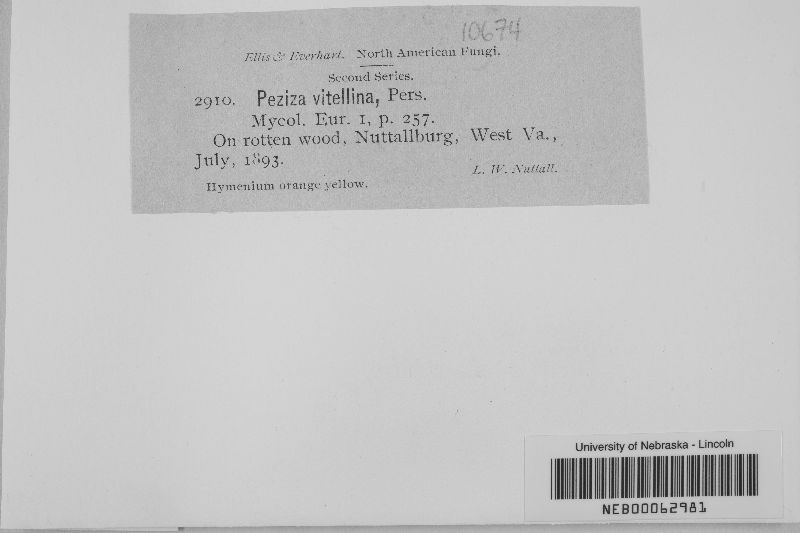 10674
Ellis & Everhart. North American Fungi.
Second Series.
2910. Peziza vitellina, Pers.
Mycol. Eur. 1, p. 257.
On rotten wood, Nuttallburg, West Va.,
July, 1893.
L. W. Nuttall.
Hymenium orange yellow.
University of Nebraska - Lincoln
NEB00062981